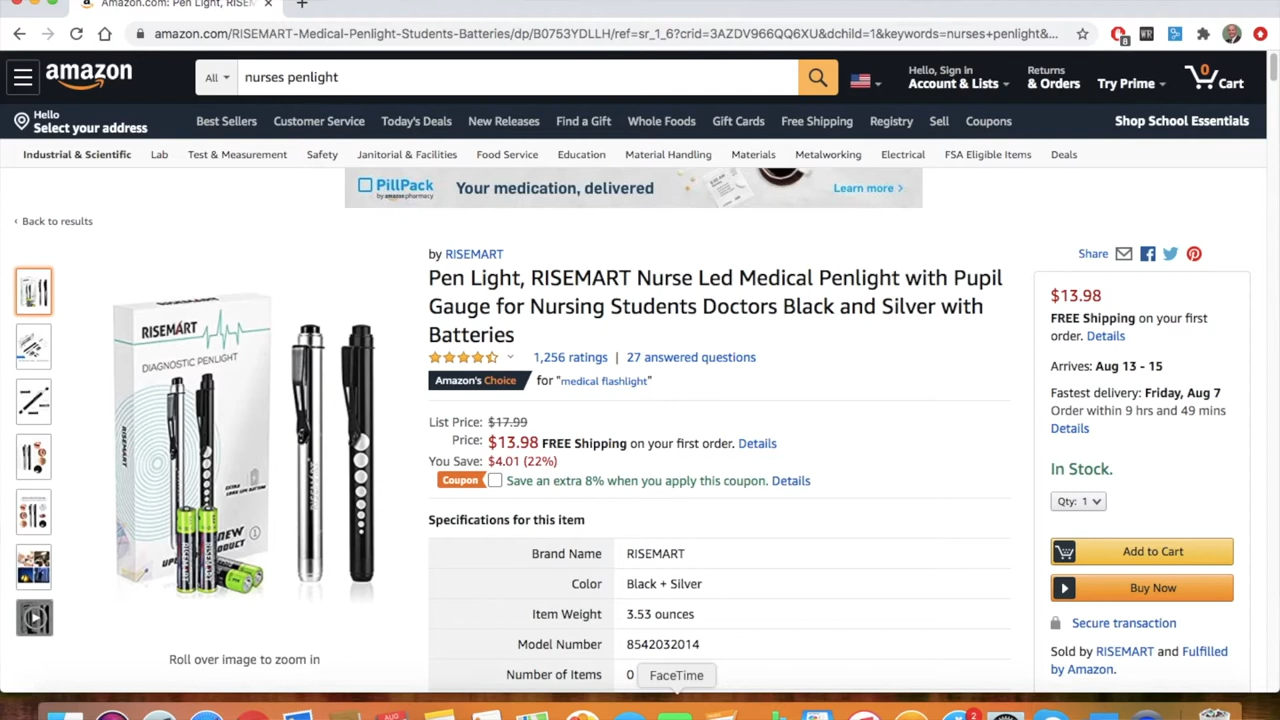 Amazon.com: Pen Light, RISEM
amazon.com/RISEMART-Medical-Penlight-Students-Batteries/dp/B0753YDLLH/ref=sr_1_6?crid=3AZDV966QQ6XU&dchild=1&keywords=nurses+penlight&...
8
WR
amazon
All
nurses penlight
Hello, Sign in
Account & Lists
Returns
& Orders
Try Prime
0
Cart
Hello
Select your address
Best Sellers
Customer Service
Today's Deals
New Releases
Find a Gift
Whole Foods
Gift Cards
Free Shipping
Registry
Sell
Coupons
Shop School Essentials
Industrial & Scientific
Lab
Test & Measurement
Safety
Janitorial & Facilities
Food Service
Education
Material Handling
Materials
Metalworking
Electrical
FSA Eligible Items
Deals
PillPack
by amazon pharmacy
Your medication, delivered
Learn more >
‹ Back to results
by RISEMART
Pen Light, RISEMART Nurse Led Medical Penlight with Pupil
Gauge for Nursing Students Doctors Black and Silver with
Batteries
1,256 ratings | 27 answered questions
Amazon's Choice for "medical flashlight"
List Price: $17.99
Price: $13.98 FREE Shipping on your first order. Details
You Save: $4.01 (22%)
Coupon Save an extra 8% when you apply this coupon. Details
Specifications for this item
Brand Name RISEMART
Color Black + Silver
Item Weight 3.53 ounces
Model Number 8542032014
Number of Items 0
FaceTime
RISEMART
DIAGNOSTIC PENLIGHT
RISEMART
NEW
PRODUCT
Roll over image to zoom in
Share
$13.98
FREE Shipping on your first
order. Details
Arrives: Aug 13 - 15
Fastest delivery: Friday, Aug 7
Order within 9 hrs and 49 mins
Details
In Stock.
Qty: 1
Add to Cart
Buy Now
Secure transaction
Sold by RISEMART and Fulfilled
by Amazon.
AUG
2